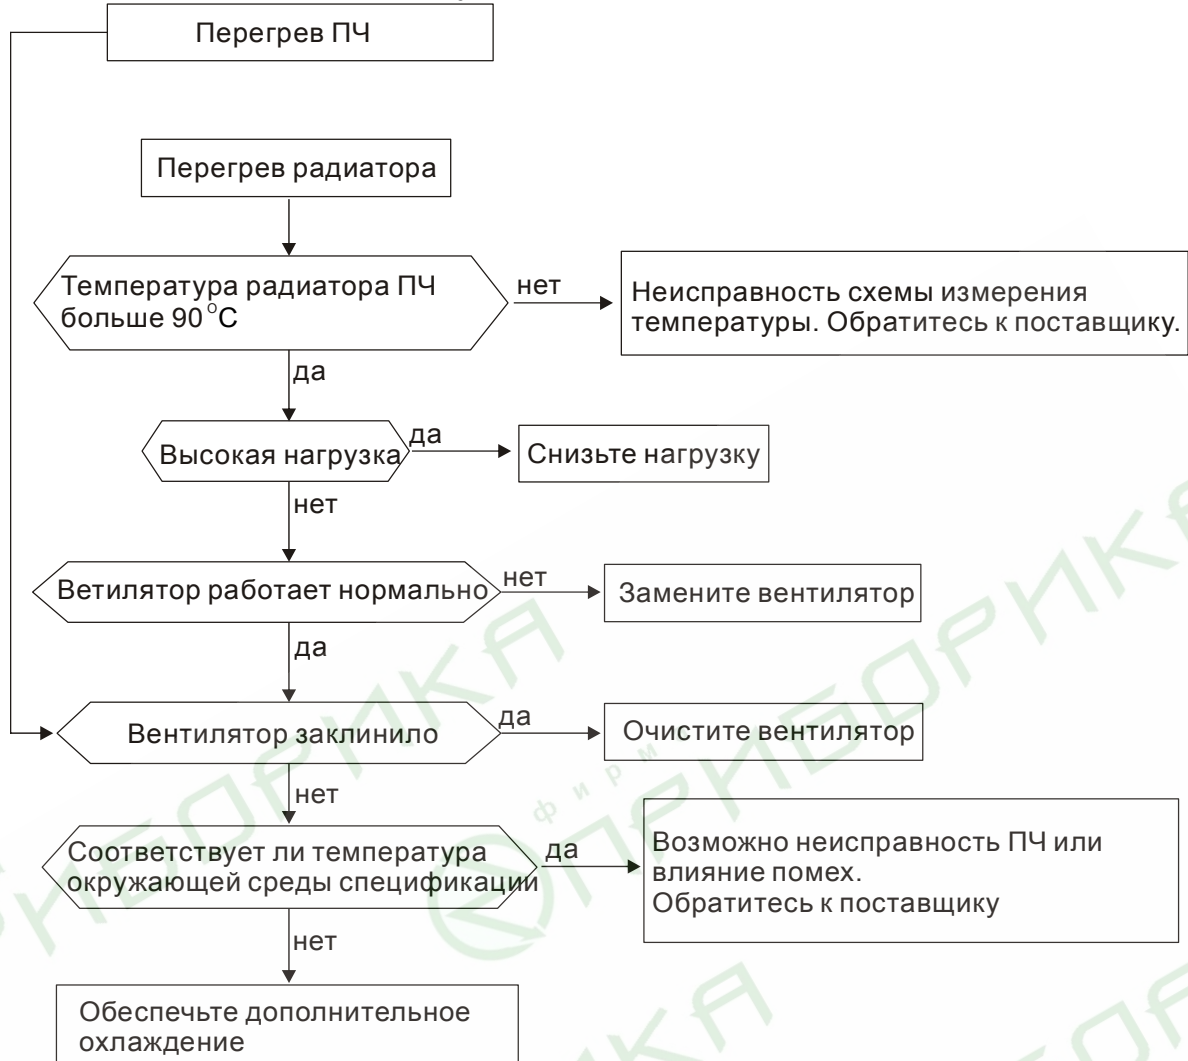 Перегрев ПЧ
Перегрев радиатора
Температура радиатора ПЧ
больше 90°C
нет
Неисправность схемы измерения
температуры. Обратитесь к поставщику.
да
Высокая нагрузка
да
Снизьте нагрузку
нет
Ветилятор работает нормально
нет
Замените вентилятор
да
Вентилятор заклинило
да
Очистите вентилятор
нет
Соответствует ли температура
окружающей среды спецификации
да
Возможно неисправность ПЧ или
влияние помех.
Обратитесь к поставщику
нет
Обеспечьте дополнительное
охлаждение
фирм
ПРИБОРИКА